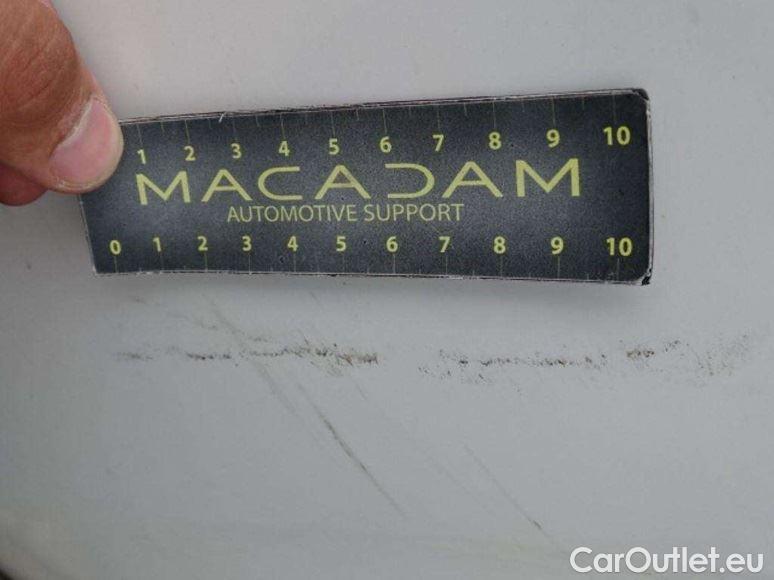 1 2 3 4 5 6 7 8 9 10
MACADAM
AUTOMOTIVE SUPPORT
0 1 2 3 4 5 6 7 8 9 10
CarOutlet.eu